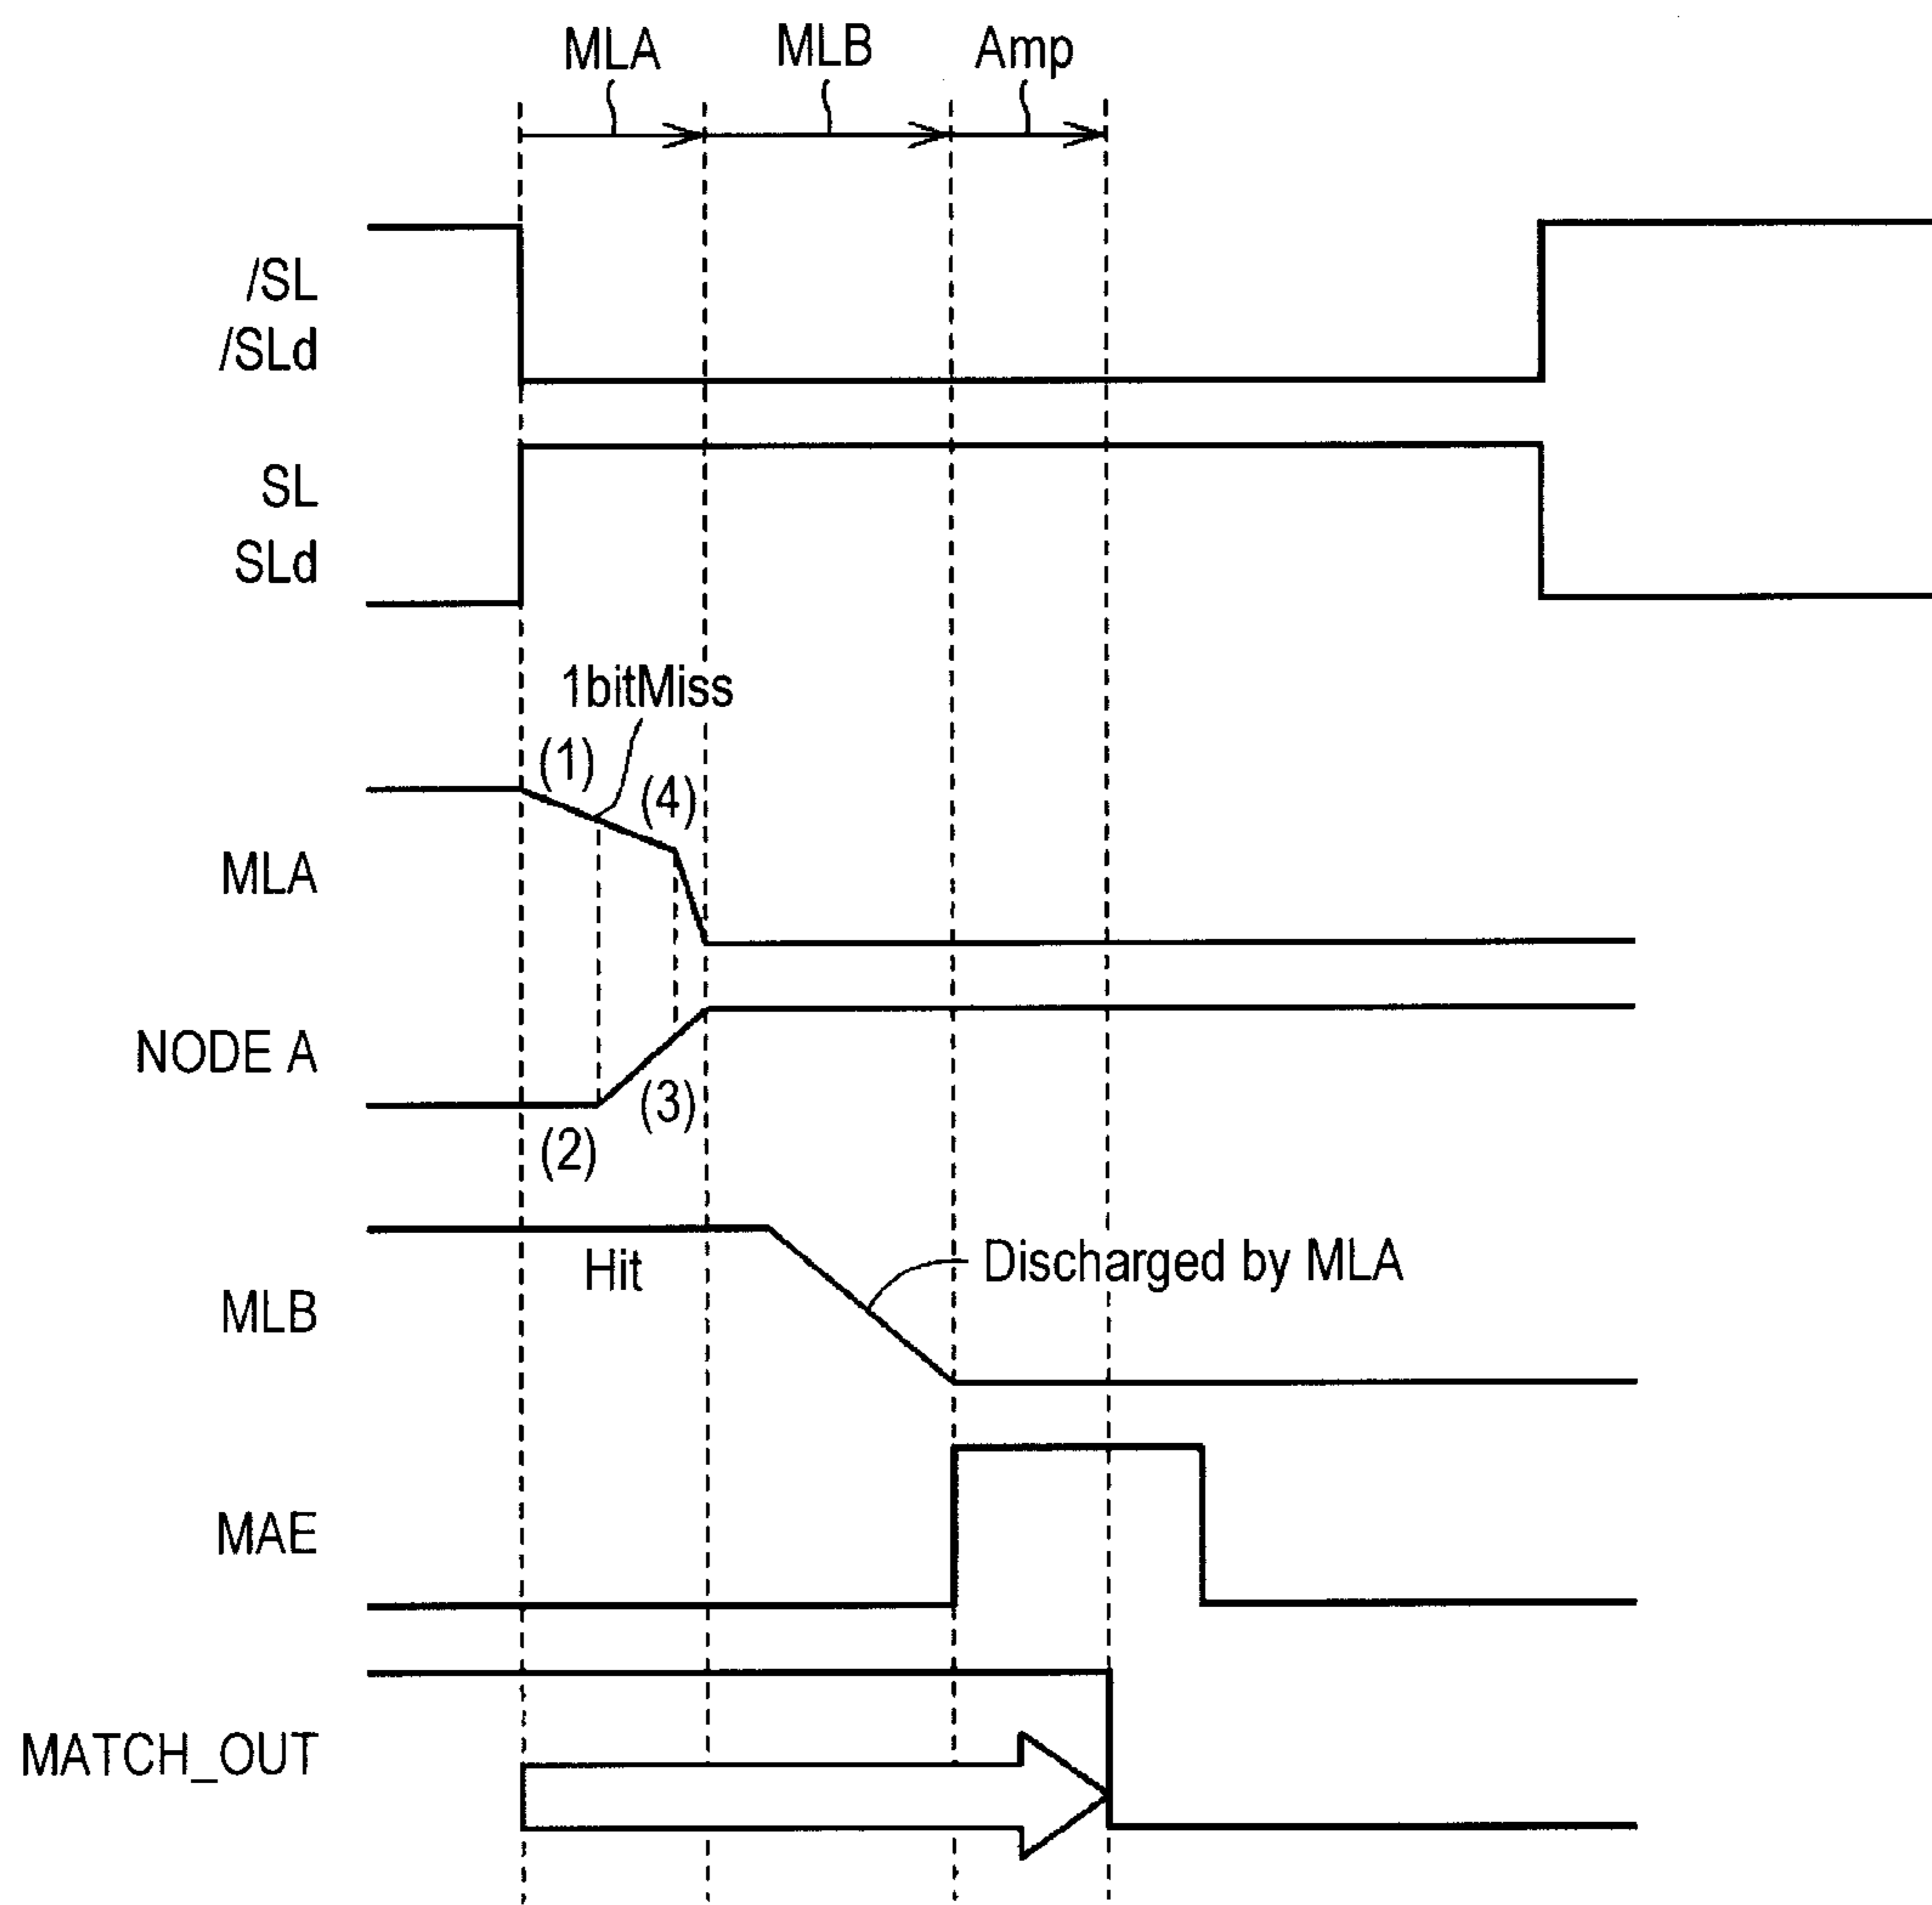 MLA MLB Amp
/SL
/SLd
SL
SLd
1bitMiss
(1)
(4)
MLA
NODE A
(3)
(2)
Hit
Discharged by MLA
MLB
MAE
MATCH_OUT